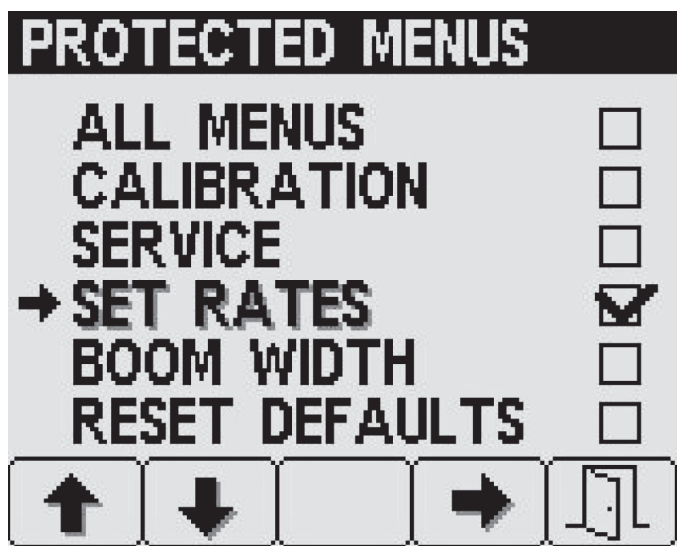 PROTECTED MENUS
ALL MENUS
CALIBRATION
SERVICE
SET RATES
BOOM WIDTH
RESET DEFAULTS